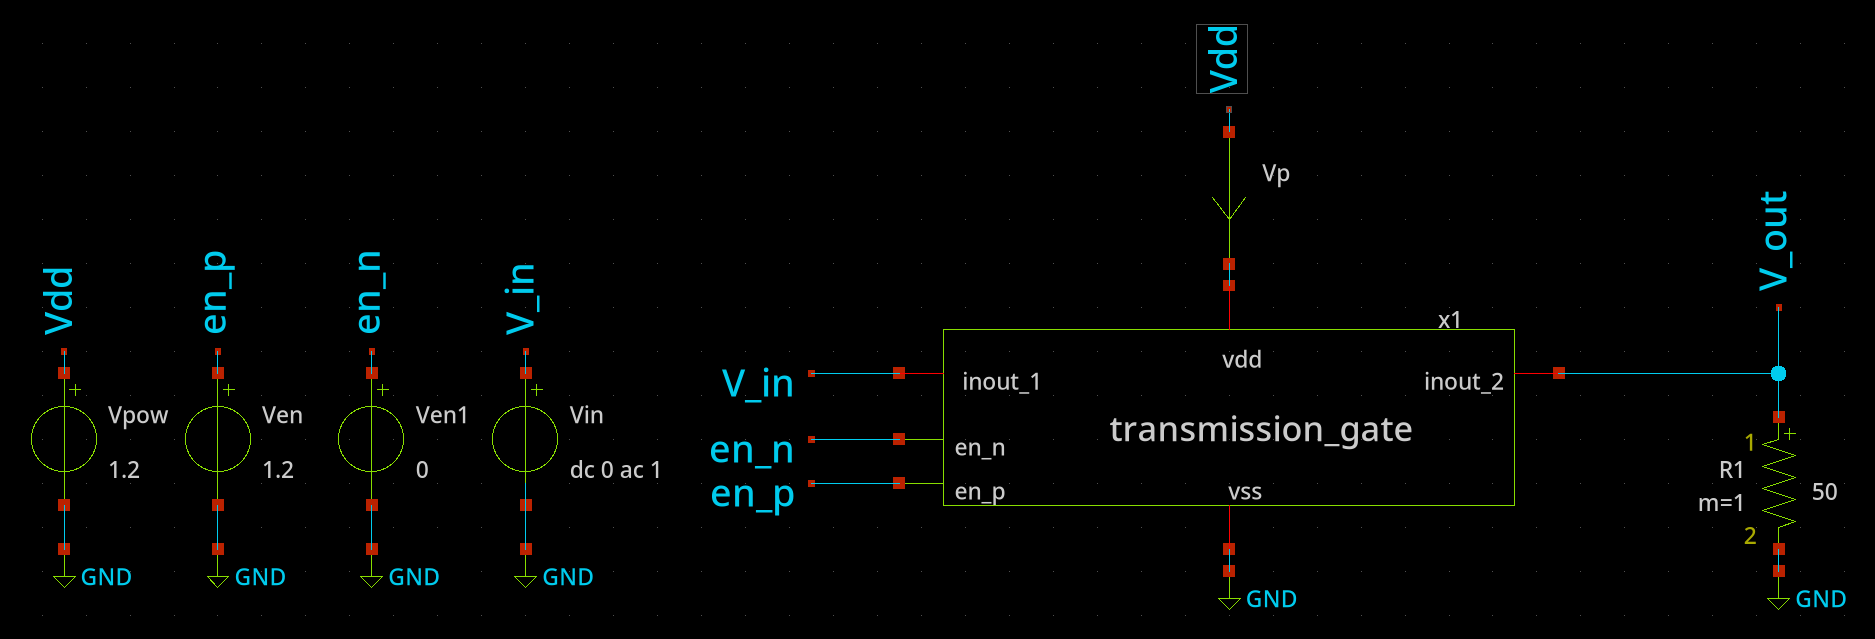 Vdd
en_p
en_n
V_in
+
+
+
+
Vpow
1.2
Ven
1.2
Ven1
0
Vin
dc 0 ac 1
GND
GND
GND
GND
Vdd
Vp
x1
V_in
en_n
en_p
vdd
inout_1
inout_2
transmission_gate
en_n
en_p
vss
GND
V_out
+
1
R1
m=1
50
2
GND